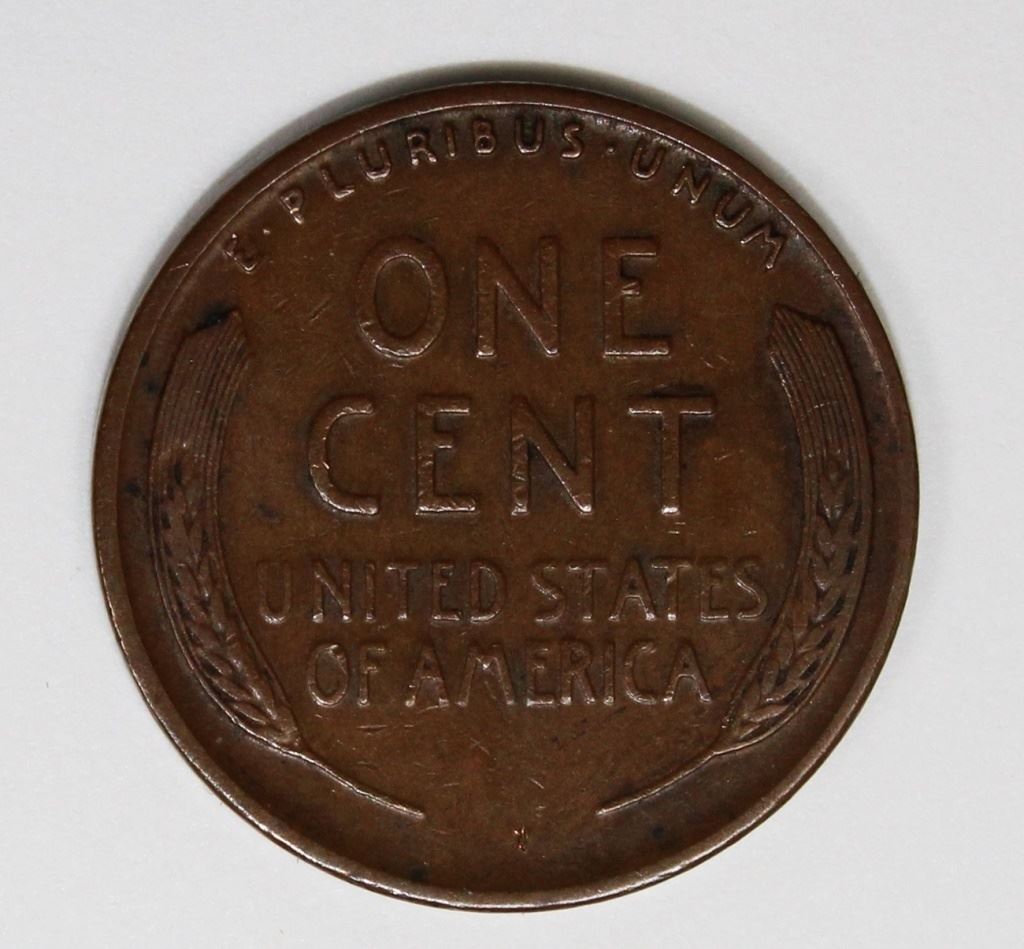 E·PLURIBUS·UNUM
ONE
CENT
UNITED STATES
OF AMERICA